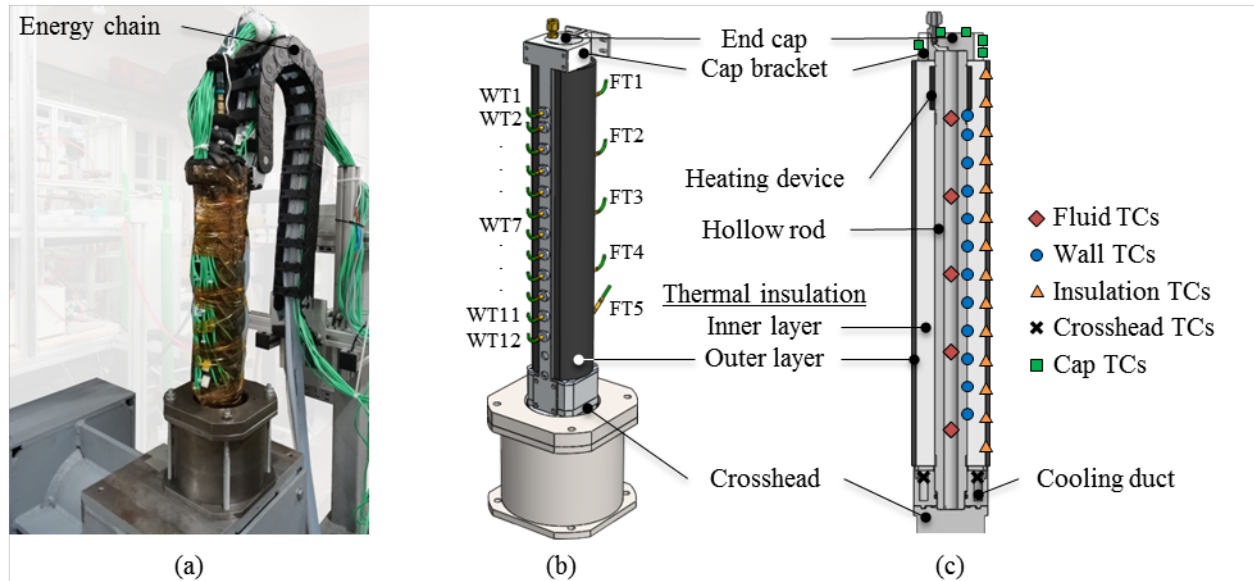 Energy chain
End cap
Cap bracket
WT1
WT2
.
.
.
.
WT7
.
.
.
WT11
WT12
FT1
FT2
FT3
FT4
FT5
Heating device
Hollow rod
Thermal insulation
Inner layer
Outer layer
Crosshead
Cooling duct
Fluid TCs
Wall TCs
Insulation TCs
Crosshead TCs
Cap TCs
(a)
(b)
(c)